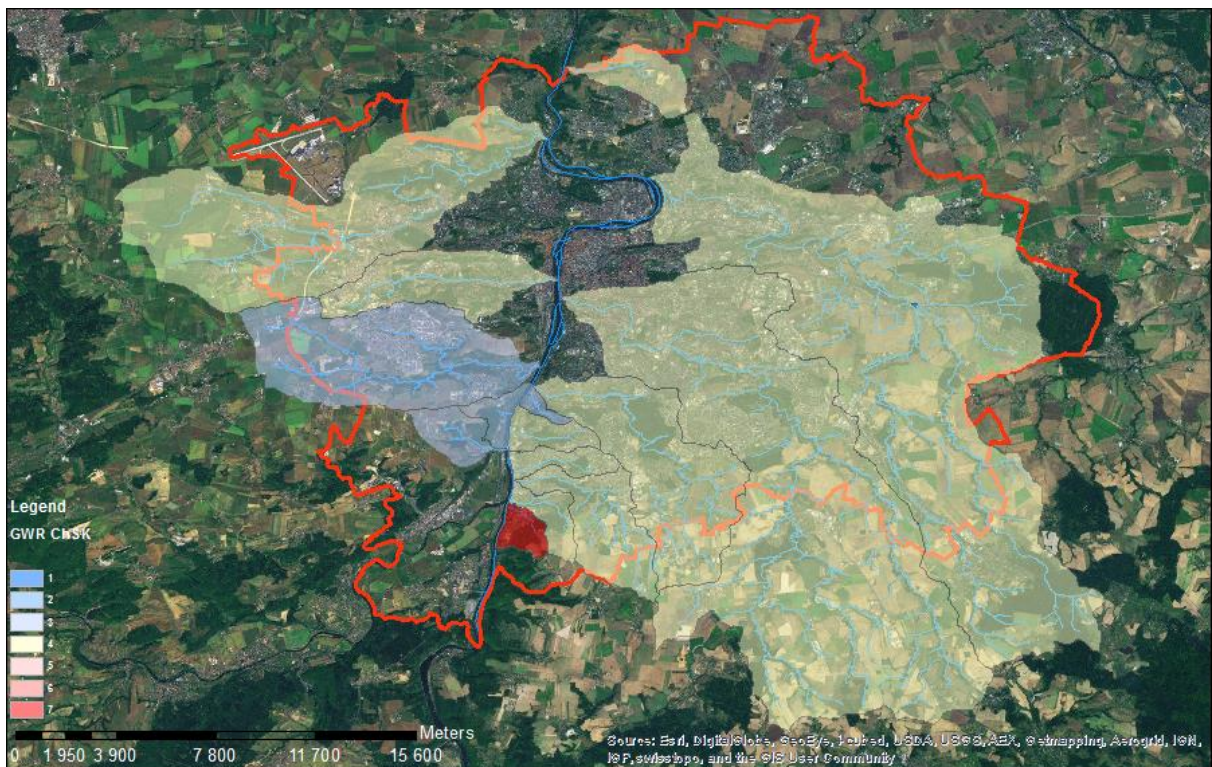 Legend
GWR ChSK
1
2
3
4
5
6
7
Meters
0 1 950 3 900 7 800 11 700 15 600
Source: Esri, DigitalGlobe, GeoEye, i-cubed, USDA, USGS, AEX, Getmapping, Aerogrid, IGN,
IGP, swisstopo, and the GIS User Community